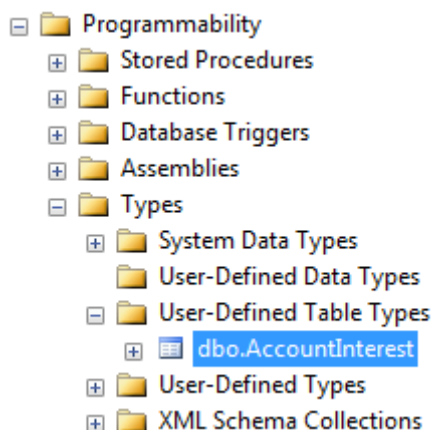 Programmability
Stored Procedures
Functions
Database Triggers
Assemblies
Types
System Data Types
User-Defined Data Types
User-Defined Table Types
dbo.AccountInterest
User-Defined Types
XML Schema Collections